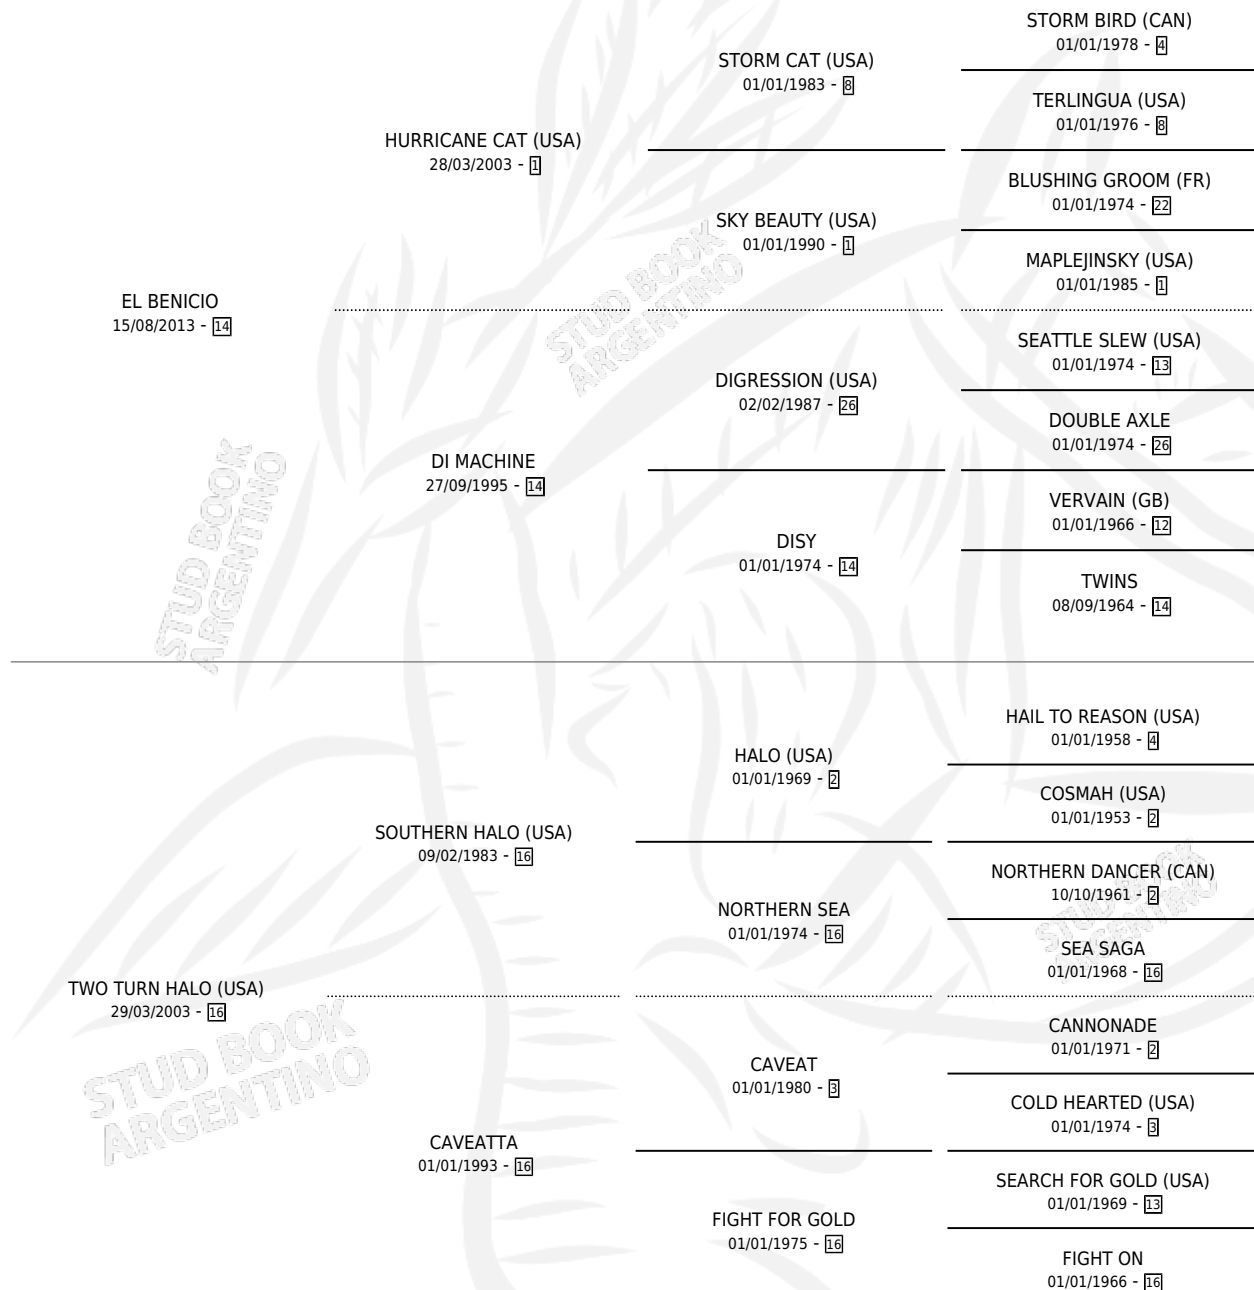 STORM BIRD (CAN)
01/01/1978 - 4
STORM CAT (USA)
01/01/1983 - 8
TERLINGUA (USA)
01/01/1976 - 8
HURRICANE CAT (USA)
28/03/2003 - 1
BLUSHING GROOM (FR)
01/01/1974 - 22
SKY BEAUTY (USA)
01/01/1990 - 1
MAPLEJINSKY (USA)
01/01/1985 - 1
EL BENICIO
15/08/2013 - 14
SEATTLE SLEW (USA)
01/01/1974 - 13
DIGRESSION (USA)
02/02/1987 - 26
DOUBLE AXLE
01/01/1974 - 26
DI MACHINE
27/09/1995 - 14
VERVAIN (GB)
01/01/1966 - 12
DISY
01/01/1974 - 14
TWINS
08/09/1964 - 14
STUD BOOK
ARGENTINO
STUD BOOK
ARGENTINO
HAIL TO REASON (USA)
01/01/1958 - 4
HALO (USA)
01/01/1969 - 2
COSMAH (USA)
01/01/1953 - 2
SOUTHERN HALO (USA)
09/02/1983 - 16
NORTHERN DANCER (CAN)
10/10/1961 - 2
NORTHERN SEA
01/01/1974 - 16
SEA SAGA
01/01/1968 - 16
TWO TURN HALO (USA)
29/03/2003 - 16
CANNONADE
01/01/1971 - 2
CAVEAT
01/01/1980 - 3
COLD HEARTED (USA)
01/01/1974 - 3
CAVEATTA
01/01/1993 - 16
SEARCH FOR GOLD (USA)
01/01/1969 - 13
FIGHT FOR GOLD
01/01/1975 - 16
FIGHT ON
01/01/1966 - 16
STUD BOOK
ARGENTINO
STUD BOOK
ARGENTINO